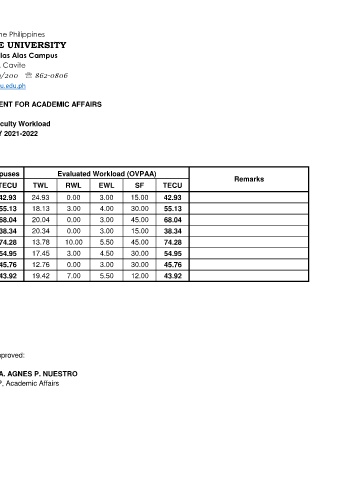 he Philippines
E UNIVERSITY
las Alas Campus
, Cavite
/200 ☏ 862-0806
u.edu.ph
ENT FOR ACADEMIC AFFAIRS
culty Workload
Y 2021-2022
puses Evaluated Workload (OVPAA) Remarks
TECU TWL RWL EWL SF TECU
42.93 24.93 0.00 3.00 15.00 42.93
55.13 18.13 3.00 4.00 30.00 55.13
68.04 20.04 0.00 3.00 45.00 68.04
38.34 20.34 0.00 3.00 15.00 38.34
74.28 13.78 10.00 5.50 45.00 74.28
54.95 17.45 3.00 4.50 30.00 54.95
45.76 12.76 0.00 3.00 30.00 45.76
43.92 19.42 7.00 5.50 12.00 43.92
pproved:
A. AGNES P. NUESTRO
P, Academic Affairs